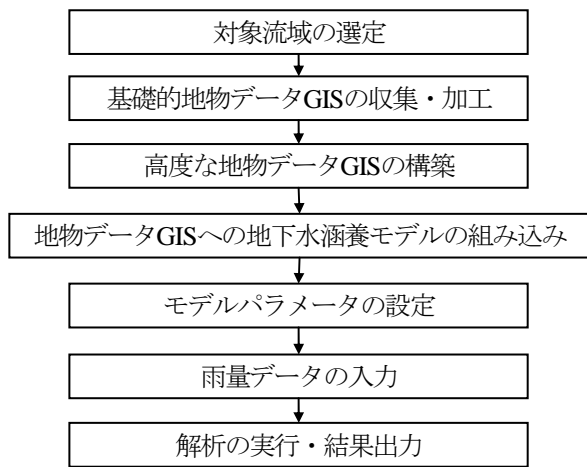 対象流域の選定
基礎的地物データGISの収集・加工
高度な地物データGISの構築
地物データGISへの地下水涵養モデルの組み込み
モデルパラメータの設定
雨量データの入力
解析の実行・結果出力